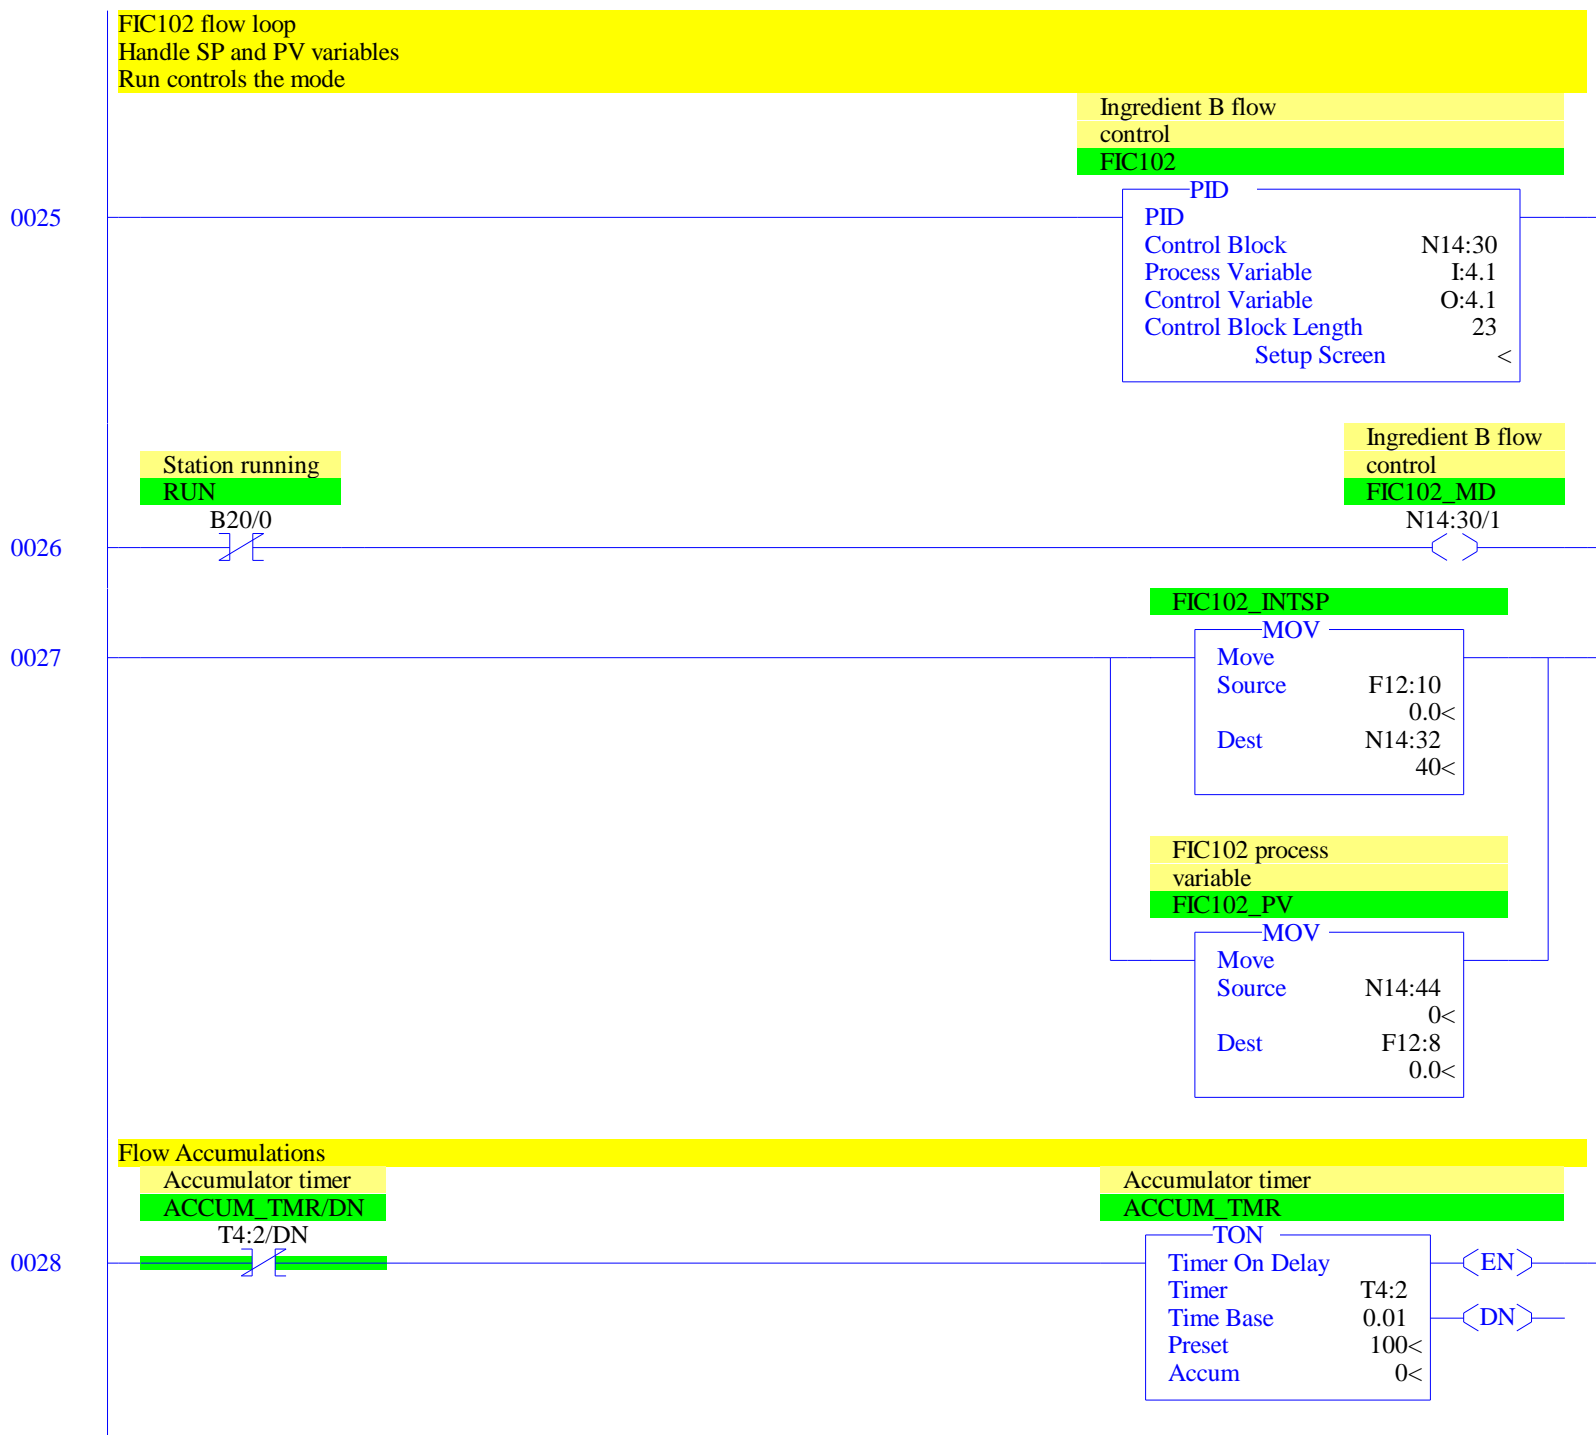 FIC102 flow loop
Handle SP and PV variables
Run controls the mode
Ingredient B flow
control
FIC102
PID
0025
PID
Control Block N14:30
Process Variable I:4.1
Control Variable O:4.1
Control Block Length 23
Setup Screen <
Station running
RUN
B20/0
Ingredient B flow
control
FIC102_MD
N14:30/1
0026
FIC102_INTSP
MOV
0027
Move
Source F12:10
0.0<
Dest N14:32
40<
FIC102 process
variable
FIC102_PV
MOV
Move
Source N14:44
0<
Dest F12:8
0.0<
Flow Accumulations
Accumulator timer
ACCUM_TMR/DN
T4:2/DN
Accumulator timer
ACCUM_TMR
TON
0028
Timer On Delay EN
Timer T4:2
Time Base 0.01 DN
Preset 100<
Accum 0<